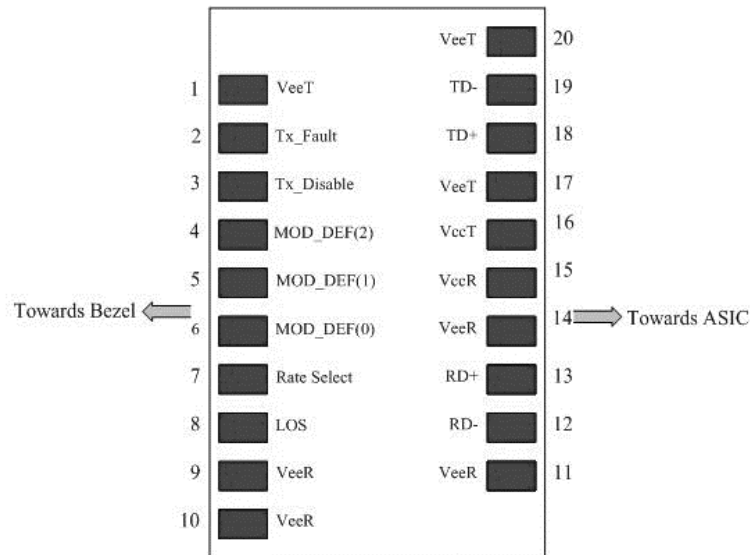 VeeT 20
1 VeeT TD- 19
2 Tx_Fault TD+ 18
3 Tx_Disable VeeT 17
4 MOD_DEF(2) VccT 16
5 MOD_DEF(1) VccR 15
Towards Bezel
6 MOD_DEF(0) VeeR 14
Towards ASIC
7 Rate Select RD+ 13
8 LOS RD- 12
9 VeeR VeeR 11
10 VeeR